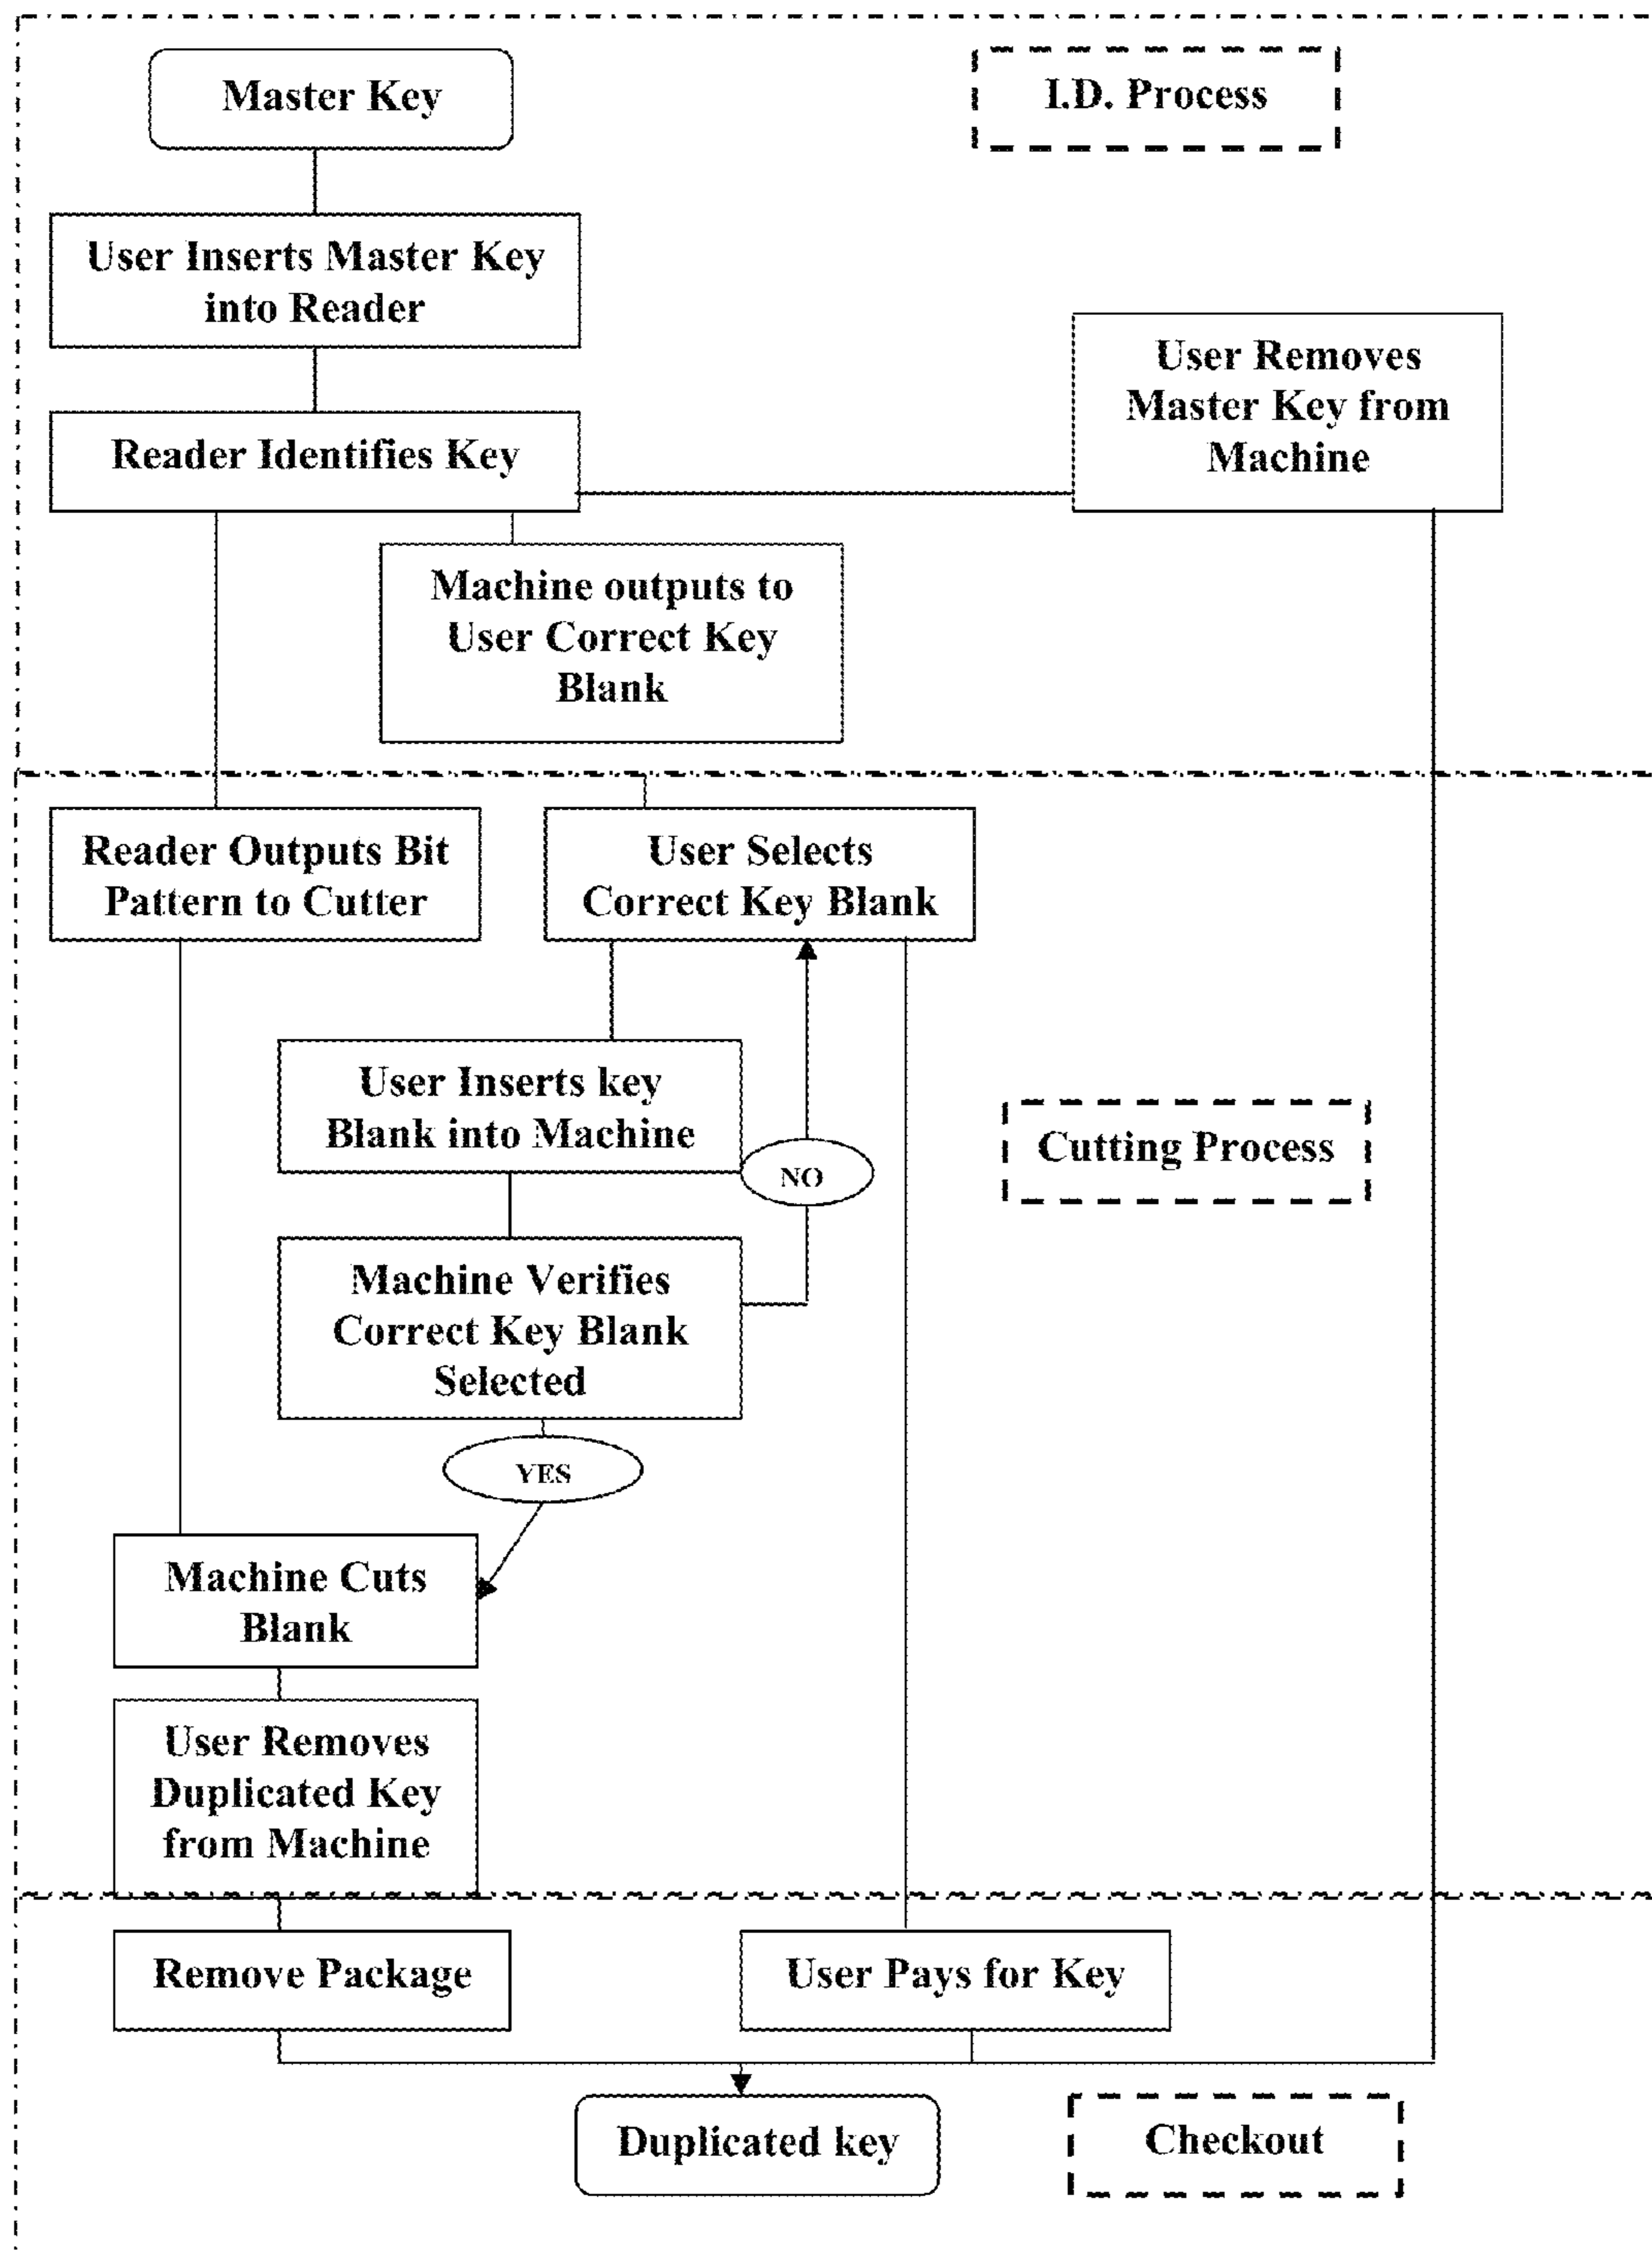 Master Key
I.D. Process
User Inserts Master Key
into Reader
User Removes
Master Key from
Machine
Reader Identifies Key
Machine outputs to
User Correct Key
Blank
Reader Outputs Bit
Pattern to Cutter
User Selects
Correct Key Blank
User Inserts key
Blank into Machine
NO
Cutting Process
Machine Verifies
Correct Key Blank
Selected
YES
Machine Cuts
Blank
User Removes
Duplicated Key
from Machine
Remove Package
User Pays for Key
Duplicated key
Checkout